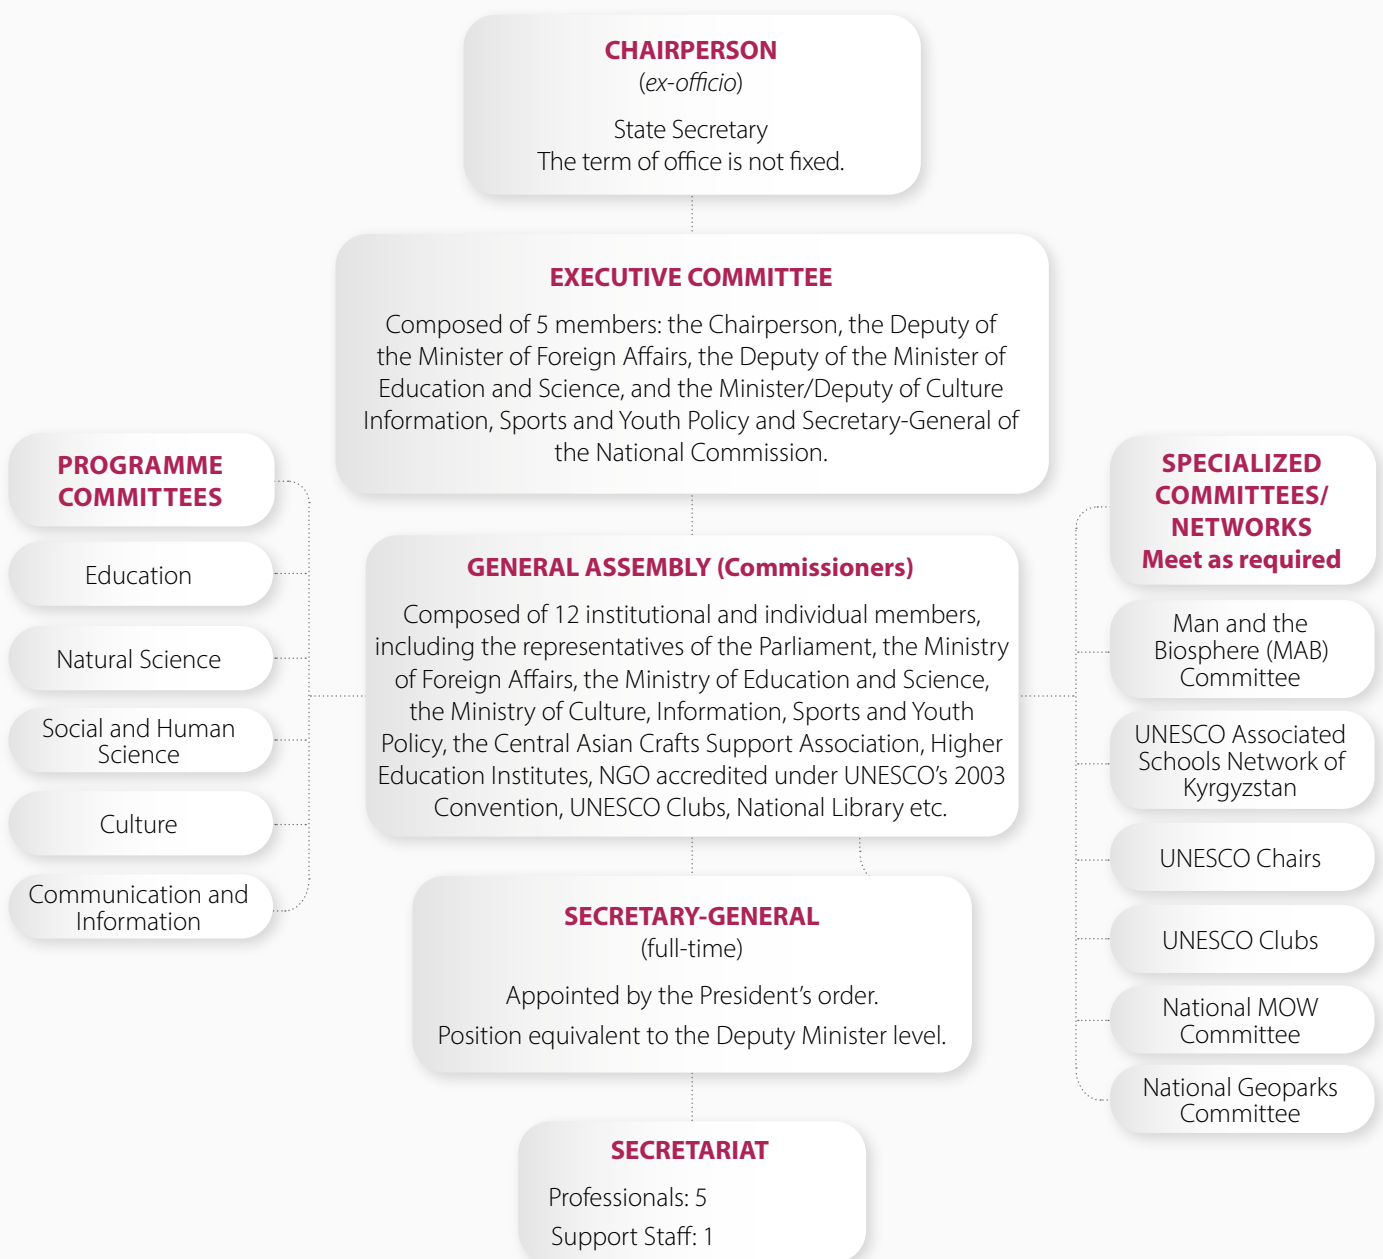 CHAIRPERSON
(ex-officio)
State Secretary
The term of office is not fixed.
EXECUTIVE COMMITTEE
Composed of 5 members: the Chairperson, the Deputy of
the Minister of Foreign Affairs, the Deputy of the Minister of
Education and Science, and the Minister/Deputy of Culture
Information, Sports and Youth Policy and Secretary-General of
the National Commission.
PROGRAMME
COMMITTEES
Education
Natural Science
Social and Human
Science
Culture
Communication and
Information
GENERAL ASSEMBLY (Commissioners)
Composed of 12 institutional and individual members,
including the representatives of the Parliament, the Ministry
of Foreign Affairs, the Ministry of Education and Science,
the Ministry of Culture, Information, Sports and Youth
Policy, the Central Asian Crafts Support Association, Higher
Education Institutes, NGO accredited under UNESCO’s 2003
Convention, UNESCO Clubs, National Library etc.
SPECIALIZED
COMMITTEES/
NETWORKS
Meet as required
Man and the
Biosphere (MAB)
Committee
UNESCO Associated
Schools Network of
Kyrgyzstan
UNESCO Chairs
UNESCO Clubs
National MOW
Committee
National Geoparks
Committee
SECRETARY-GENERAL
(full-time)
Appointed by the President’s order.
Position equivalent to the Deputy Minister level.
SECRETARIAT
Professionals: 5
Support Staff: 1